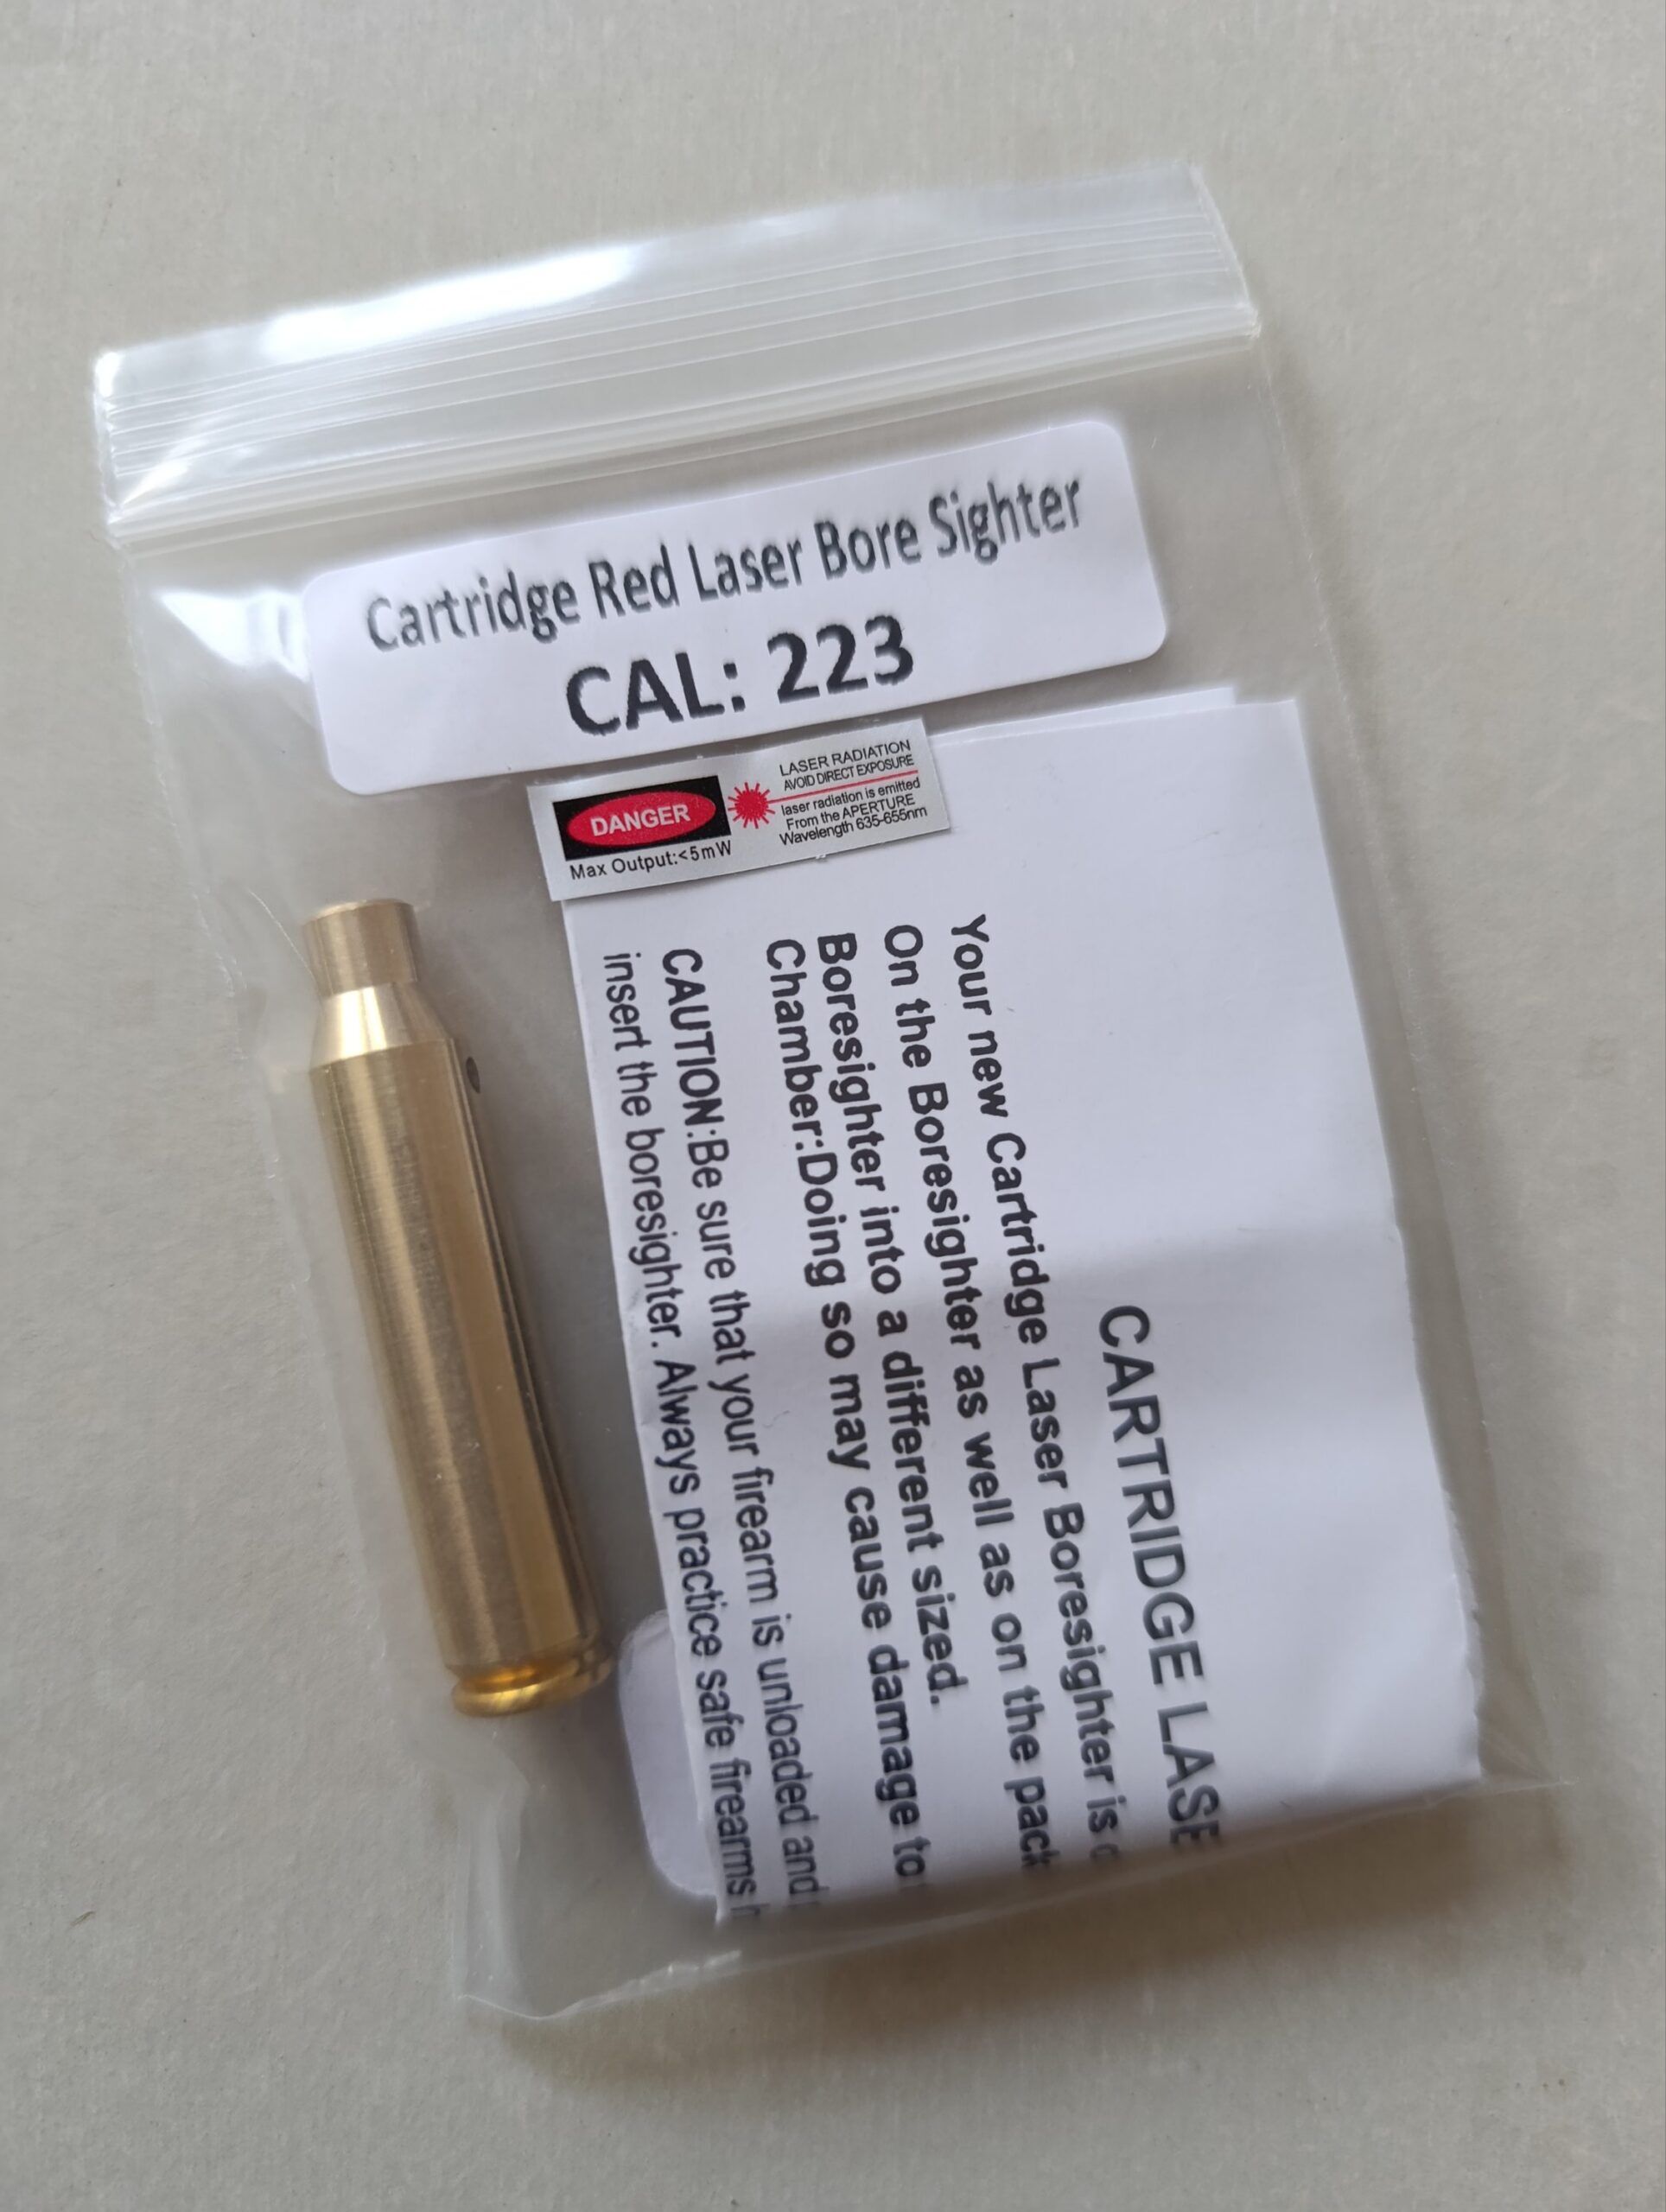 Cartridge Red Laser Bore Sighter
CAL: 223
DANGER
Max Output:<5mW
LASER RADIATION
AVOID DIRECT EXPOSURE
laser radiation is emitted
From the APERTURE
Wavelength 635-655nm
CARTRIDGE LASE
Your new Cartridge Laser Boresighter is
On the Boresighter as well as on the pack
Boresighter into a different sized.
Chamber:Doing so may cause damage to
CAUTION:Be sure that your firearm is unloaded and
insert the boresighter. Always practice safe firearms